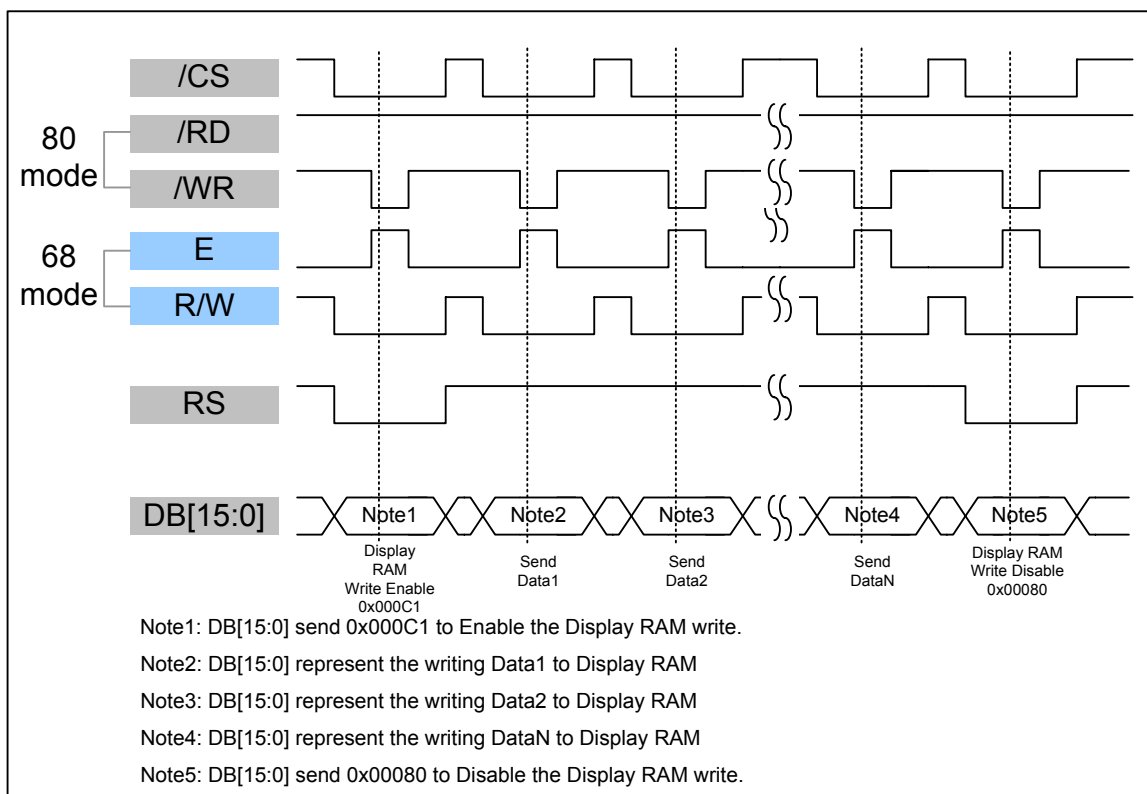 /CS
80
mode
/RD
/WR
68
mode
E
R/W
RS
DB[15:0]
Note1
Note2
Note3
Note4
Note5
Display
RAM
Write Enable
0x000C1
Send
Data1
Send
Data2
Send
DataN
Display RAM
Write Disable
0x00080
Note1: DB[15:0] send 0x000C1 to Enable the Display RAM write.
Note2: DB[15:0] represent the writing Data1 to Display RAM
Note3: DB[15:0] represent the writing Data2 to Display RAM
Note4: DB[15:0] represent the writing DataN to Display RAM
Note5: DB[15:0] send 0x00080 to Disable the Display RAM write.